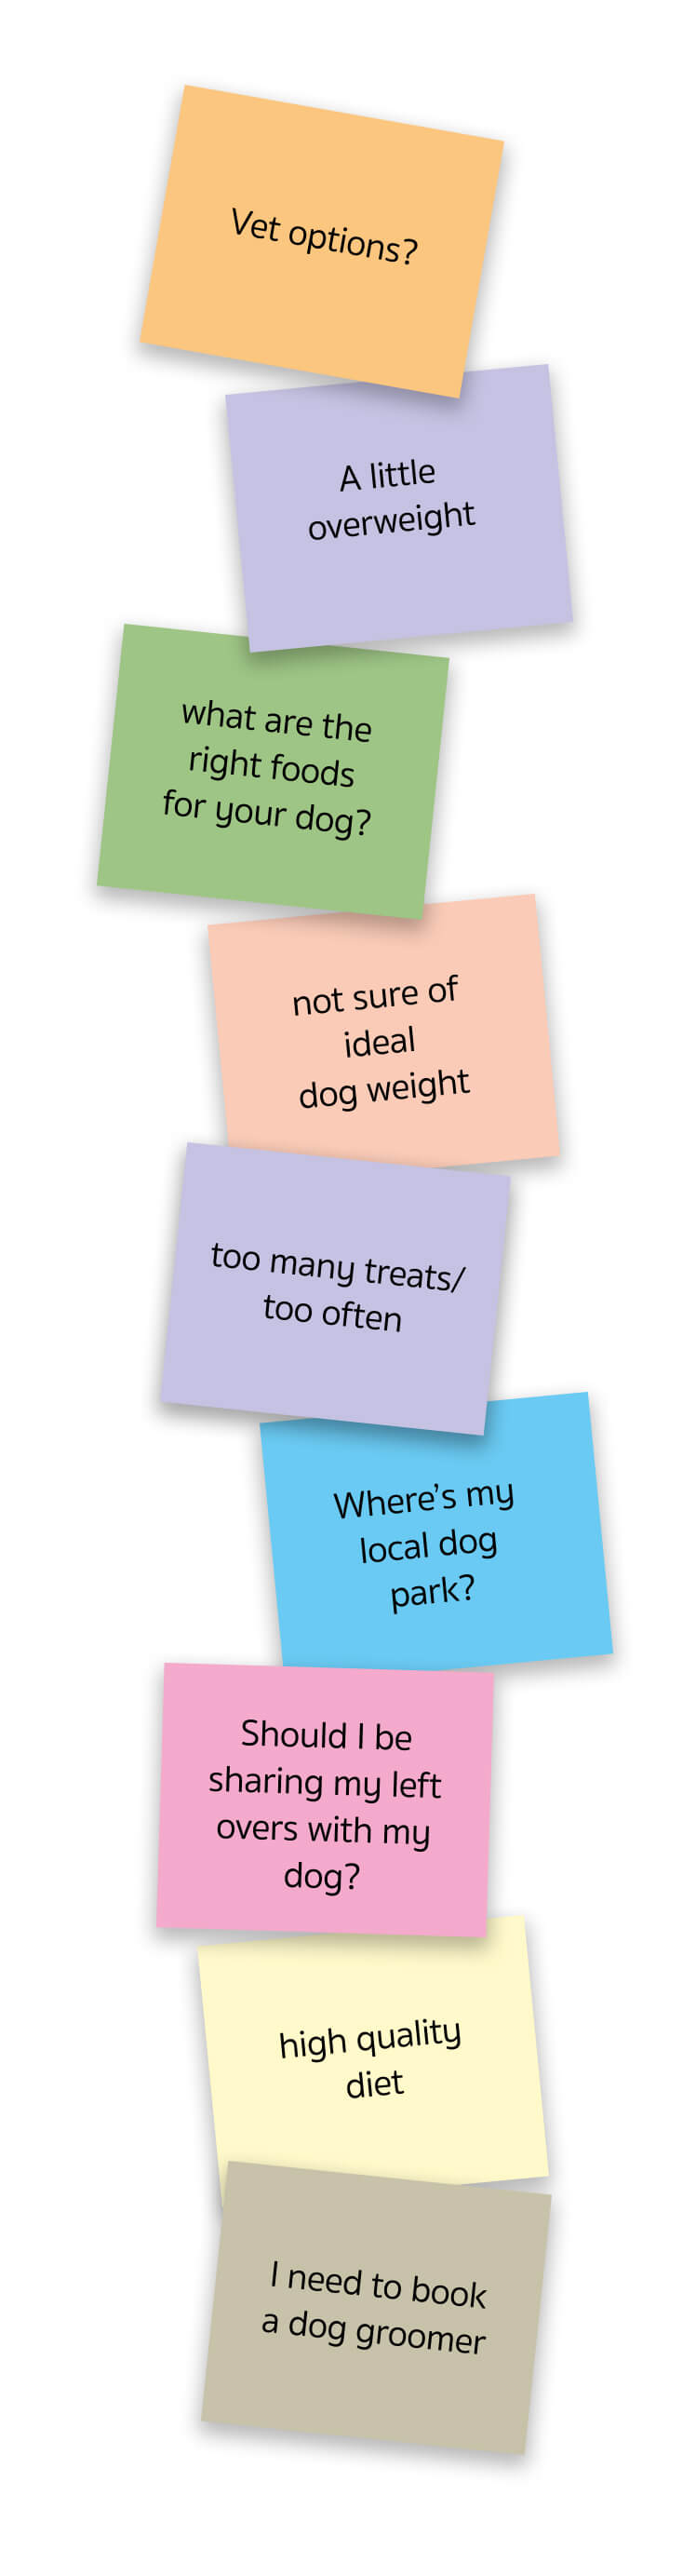 Vet options?
A little
overweight
what are the
right foods
for your dog?
not sure of
ideal
dog weight
too many treats/
too often
Where's my
local dog
park?
Should I be
sharing my left
overs with my
dog?
high quality
diet
I need to book
a dog groomer